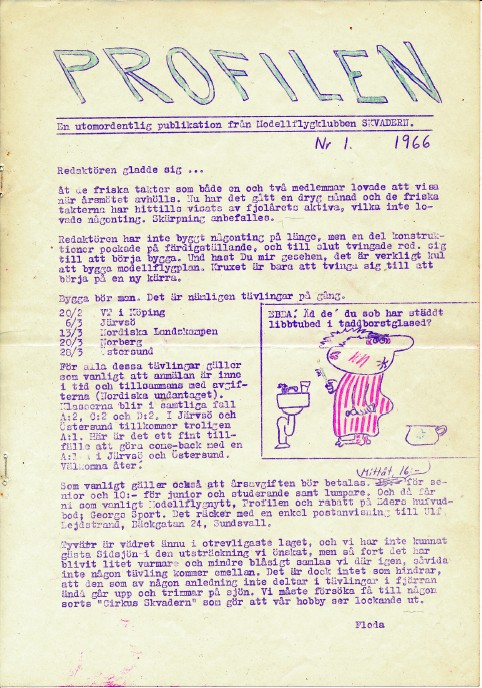 PROFILEN
En utomordentlig publikation från Modellflygklubben SKVADERN.
Nr 1. 1966
Redaktören gladde sig ...
åt de friska takter som både en och två medlemmar lovade att visa
när årsmötet avhölls. Nu har det gått en dryg månad och de friska
takterna har hittills visats av fjolårets aktiva, vilka inte lo-
vade någonting. Skärpning anbefalles.
Redaktören har inte byggt någonting på länge, men en del konstruk-
tioner pockade på färdigställande, och till slut tvingade red. sig
till att börja bygga. Und hast Du mir gesehen, det är verkligt kul
att bygga modellflygplan. Kruxet är bara att tvinga sig till att
börja på en ny kärra.
Bygga bör man. Det är nämligen tävlingar på gång.
20/2 VT i Köping
6/3 Järvsö
13/3 Nordiska Landskampen
20/3 Norberg
26/3 Östersund
För alla dessa tävlingar gäller
som vanligt att anmälan är inne
i tid och tillsammans med avgif-
terna (Nordiska undantaget).
Klasserna blir i samtliga fall
A:2, C:2 och D:2. I Järvsö och
Östersund tillkommer troligen
A:1. Här är det ett fint till-
fälle att göra come-back med en
A:1 i Järvsö och Östersund.
Välkomna åter!
EBBA! Äd de' du sob har städdt
libbtubed i taddborstglased?
Mittåt, 16:-
Som vanligt gäller också att årsavgiften bör betalas. för se-
nior och 10:- för junior och studerande samt lumpare. Och då får
ni som vanligt Modellflygnytt, Profilen och rabatt på Eders hufvud-
bod; Georgs Sport. Det räcker med en enkel postanvisning till Ulf
Lejdstrand, Bäckgatan 24, Sundsvall.
Tyvärr är vädret ännu i otrevligaste laget, och vi har inte kunnat
gästa Sidsjön i den utsträckning vi önskat, men så fort det har
blivit litet varmare och mindre blåsigt samlas vi där igen, såvida
inte någon tävling kommer emellan. Det är dock intet som hindrar,
att den som av någon anledning inte deltar i tävlingar i fjärran
ändå går upp och trimmar på sjön. Vi måste försöka få till någon
sorts "Cirkus Skvadern" som gör att vår hobby ser lockande ut.
Floda